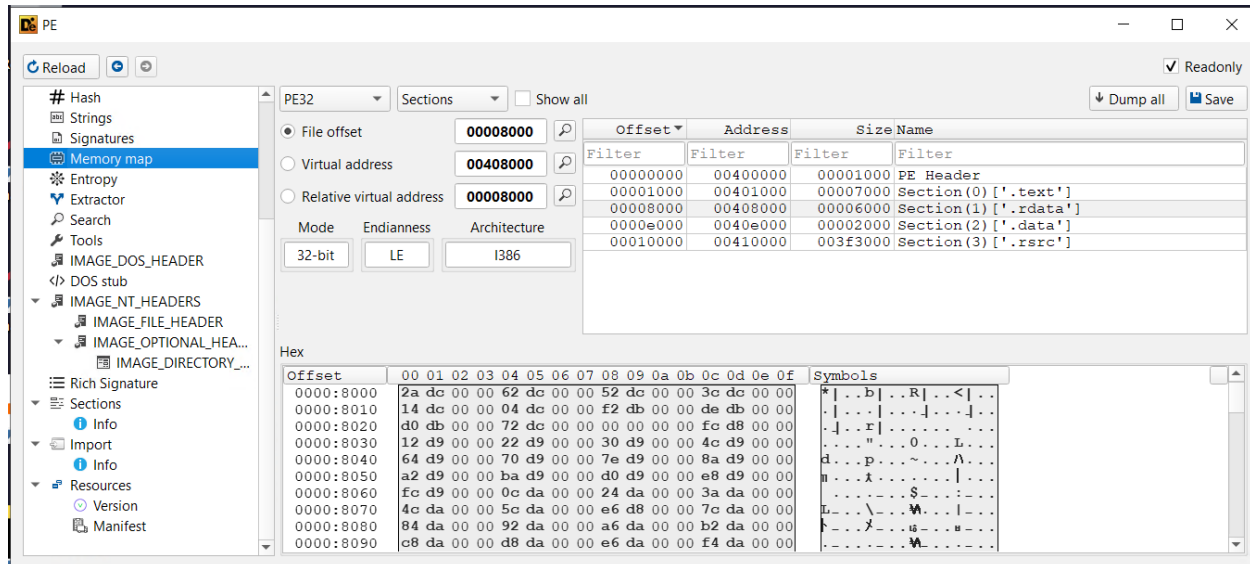 PE
Reload
Readonly
# Hash
Strings
Signatures
Memory map
Entropy
Extractor
Search
Tools
IMAGE_DOS_HEADER
DOS stub
IMAGE_NT_HEADERS
IMAGE_FILE_HEADER
IMAGE_OPTIONAL_HEA...
IMAGE_DIRECTORY_...
Rich Signature
Sections
Info
Import
Info
Resources
Version
Manifest
PE32 Sections Show all Dump all Save
File offset 00008000
Virtual address 00408000
Relative virtual address 00008000
Mode Endianness Architecture
32-bit LE I386
Offset Address Size Name
Filter Filter Filter Filter
00000000 00400000 00001000 PE Header
00001000 00401000 00007000 Section(0)['.text']
00008000 00408000 00006000 Section(1)['.rdata']
0000e000 0040e000 00002000 Section(2)['.data']
00010000 00410000 003f3000 Section(3)['.rsrc']
Hex
Offset 00 01 02 03 04 05 06 07 08 09 0a 0b 0c 0d 0e 0f Symbols
0000:8000 2a dc 00 00 62 dc 00 00 52 dc 00 00 3c dc 00 00
0000:8010 14 dc 00 00 04 dc 00 00 f2 db 00 00 de db 00 00
0000:8020 d0 db 00 00 72 dc 00 00 00 00 00 00 fc d8 00 00
0000:8030 12 d9 00 00 22 d9 00 00 30 d9 00 00 4c d9 00 00
0000:8040 64 d9 00 00 70 d9 00 00 7e d9 00 00 8a d9 00 00
0000:8050 a2 d9 00 00 ba d9 00 00 d0 d9 00 00 e8 d9 00 00
0000:8060 fc d9 00 00 0c da 00 00 24 da 00 00 3a da 00 00
0000:8070 4c da 00 00 5c da 00 00 e6 d8 00 00 7c da 00 00
0000:8080 84 da 00 00 92 da 00 00 a6 da 00 00 b2 da 00 00
0000:8090 c8 da 00 00 d8 da 00 00 e6 da 00 00 f4 da 00 00